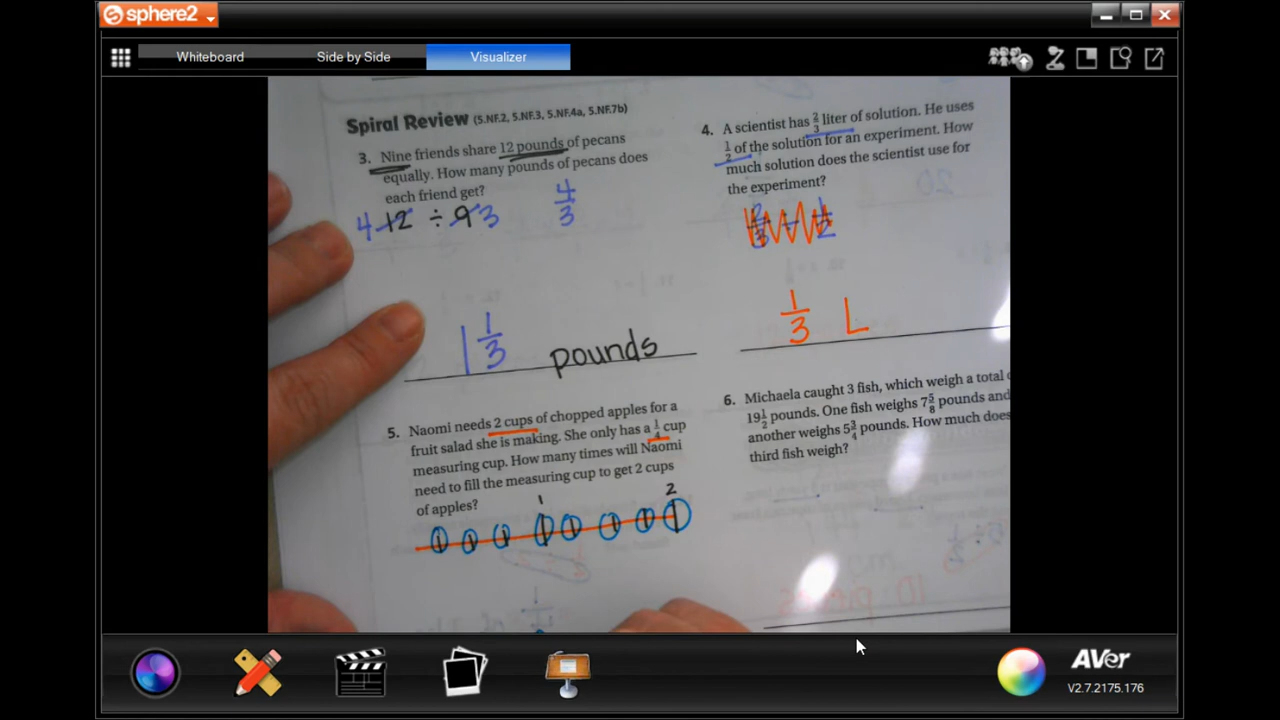 sphere2
Whiteboard
Side by Side
Visualizer
Spiral Review (5.NF.2, 5.NF.3, 5.NF.4a, 5.NF.7b)
3. Nine friends share 12 pounds of pecans
equally. How many pounds of pecans does
each friend get?
4 12 ÷ 9 3
4/3
1 1/3 pounds
4. A scientist has 2/3 liter of solution. He uses
1/2 of the solution for an experiment. How
much solution does the scientist use for
the experiment?
1/3 L
5. Naomi needs 2 cups of chopped apples for a
fruit salad she is making. She only has a 1/4 cup
measuring cup. How many times will Naomi
need to fill the measuring cup to get 2 cups
of apples?
1 2
6. Michaela caught 3 fish, which weigh a total
19 1/2 pounds. One fish weighs 7 5/8 pounds and
another weighs 5 3/4 pounds. How much does
third fish weigh?
AVer
V2.7.2175.176